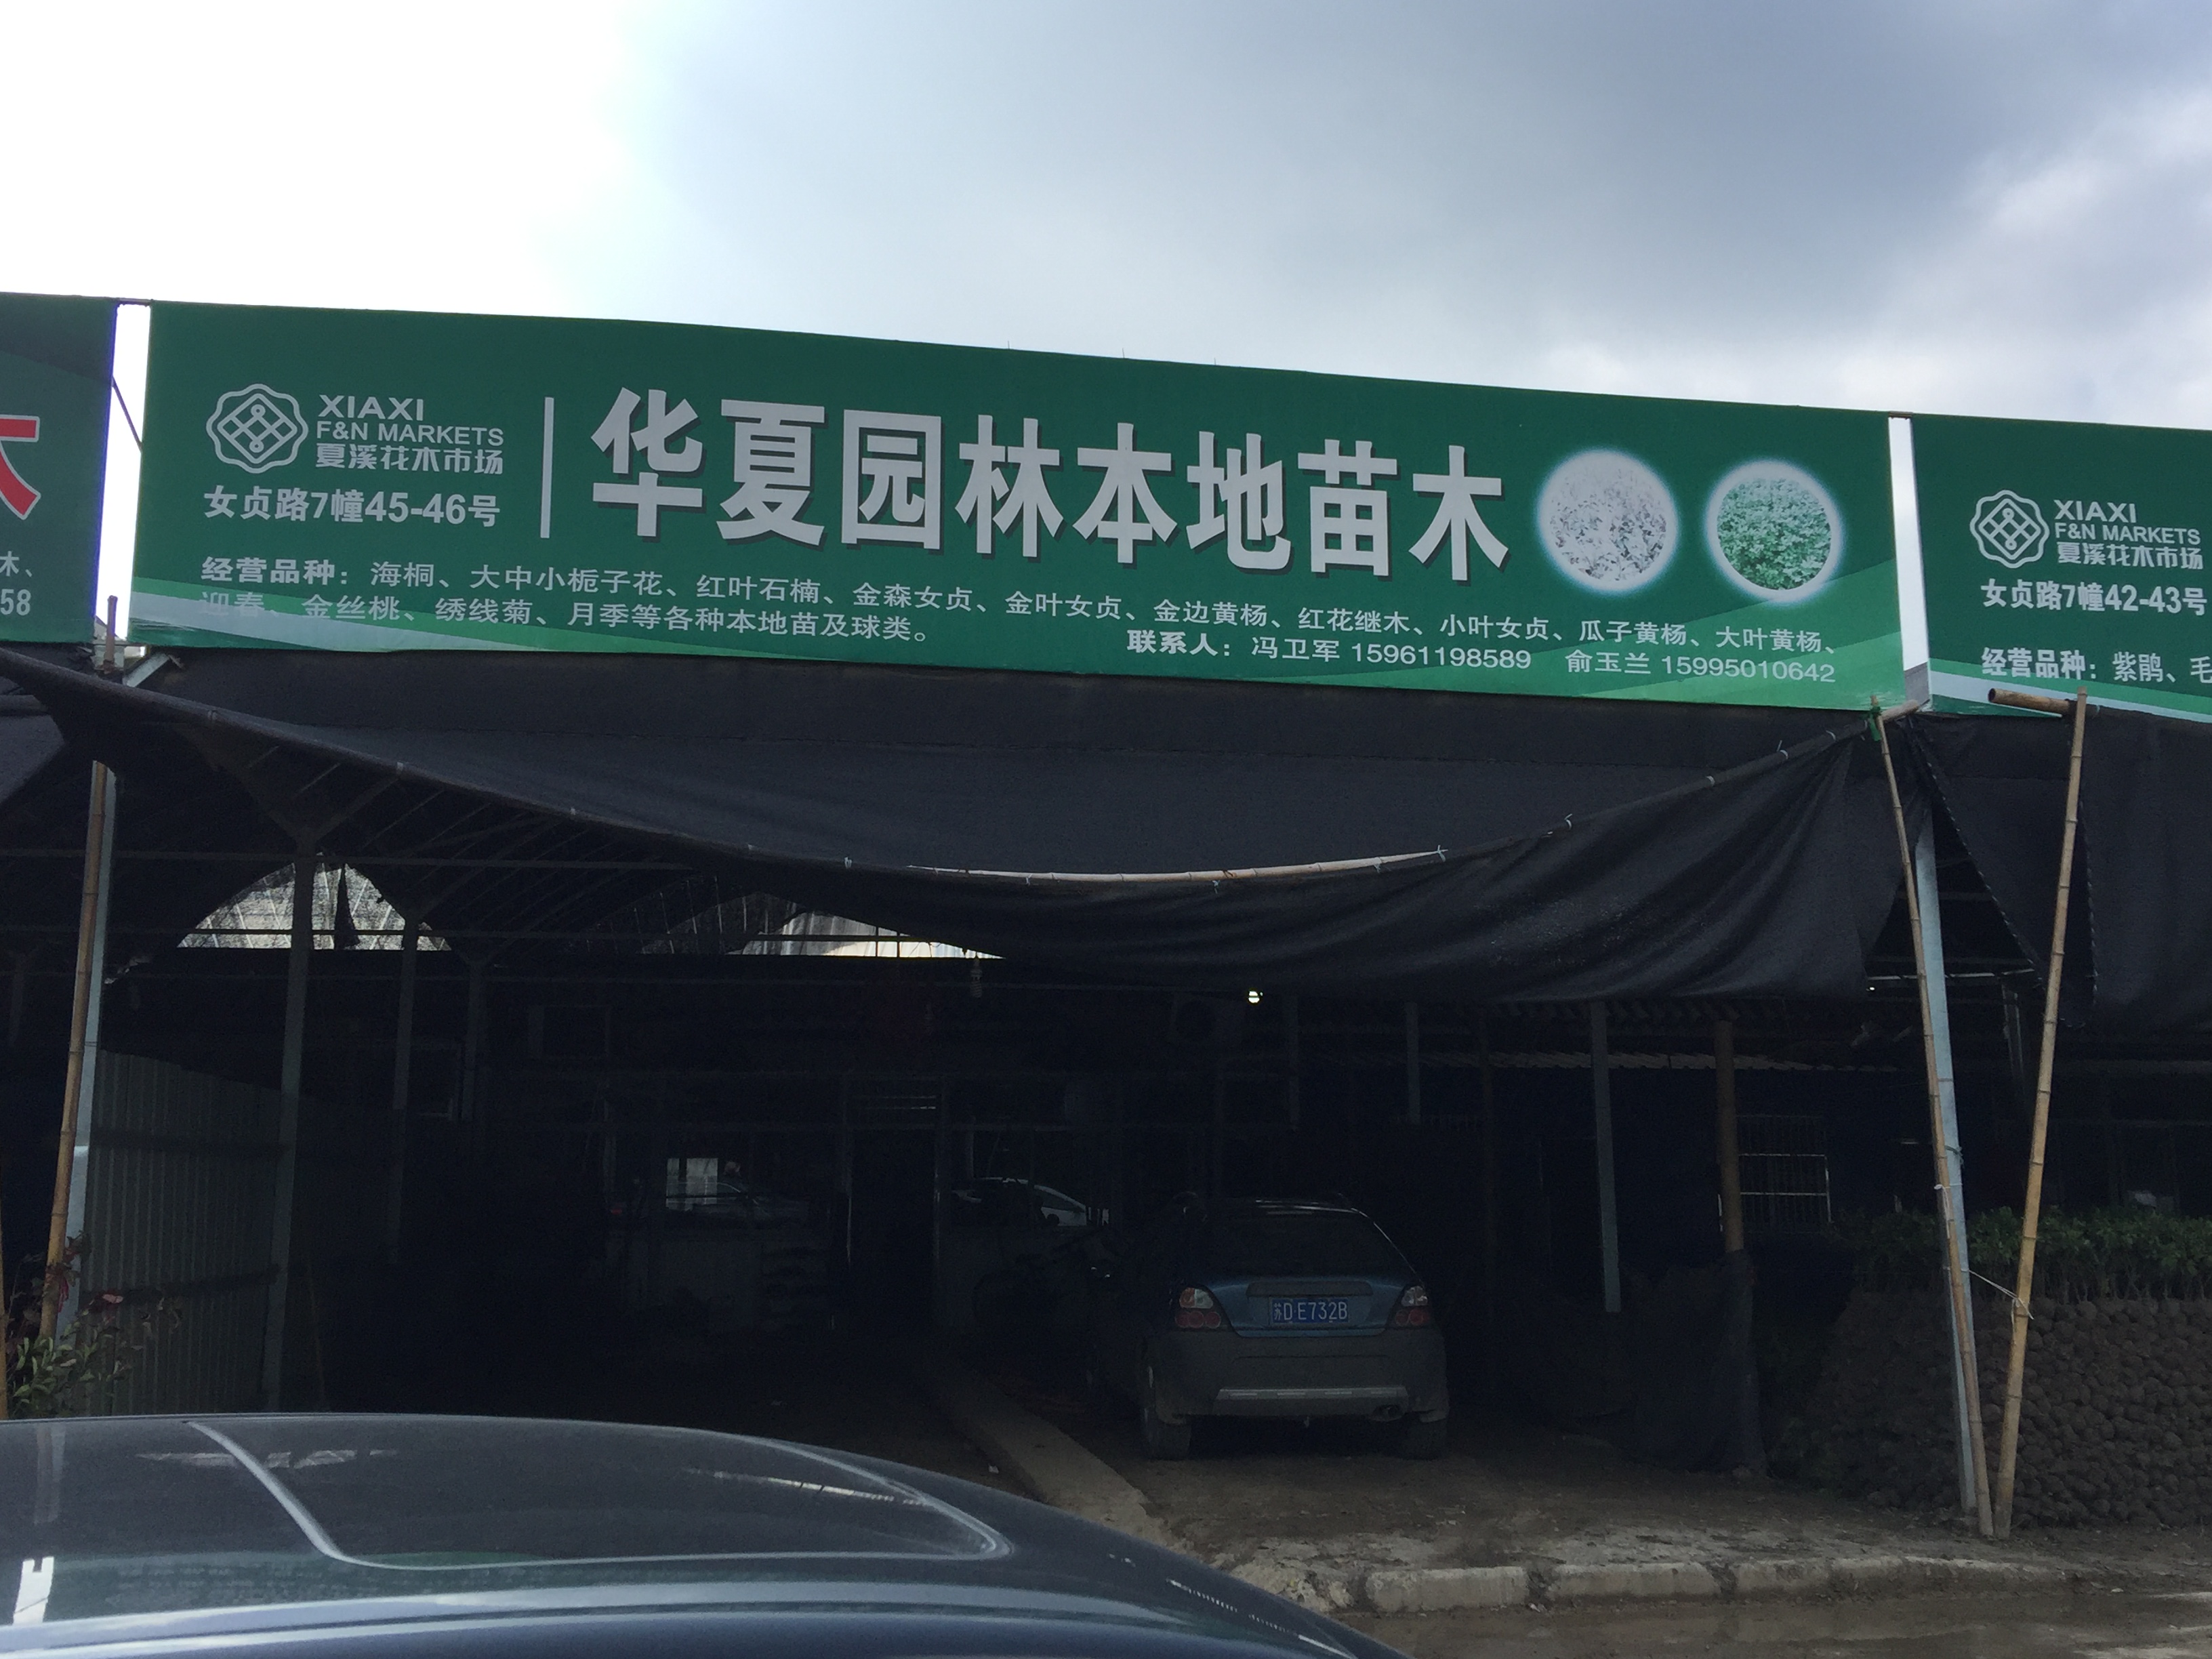 XIAXI
F&N MARKETS
夏溪花木市场
女贞路7幢45-46号
华夏园林本地苗木
经营品种：海桐、大中小栀子花、红叶石楠、金森女贞、金叶女贞、金边黄杨、红花继木、小叶女贞、瓜子黄杨、大叶黄杨、
迎春、金丝桃、绣线菊、月季等各种本地苗及球类。
联系人：冯卫军 15961198589 俞玉兰 15995010642
木、
58
XIAXI
F&N MARKETS
夏溪花木市场
女贞路7幢42-43号
经营品种：紫鹃、毛
苏D·E732B